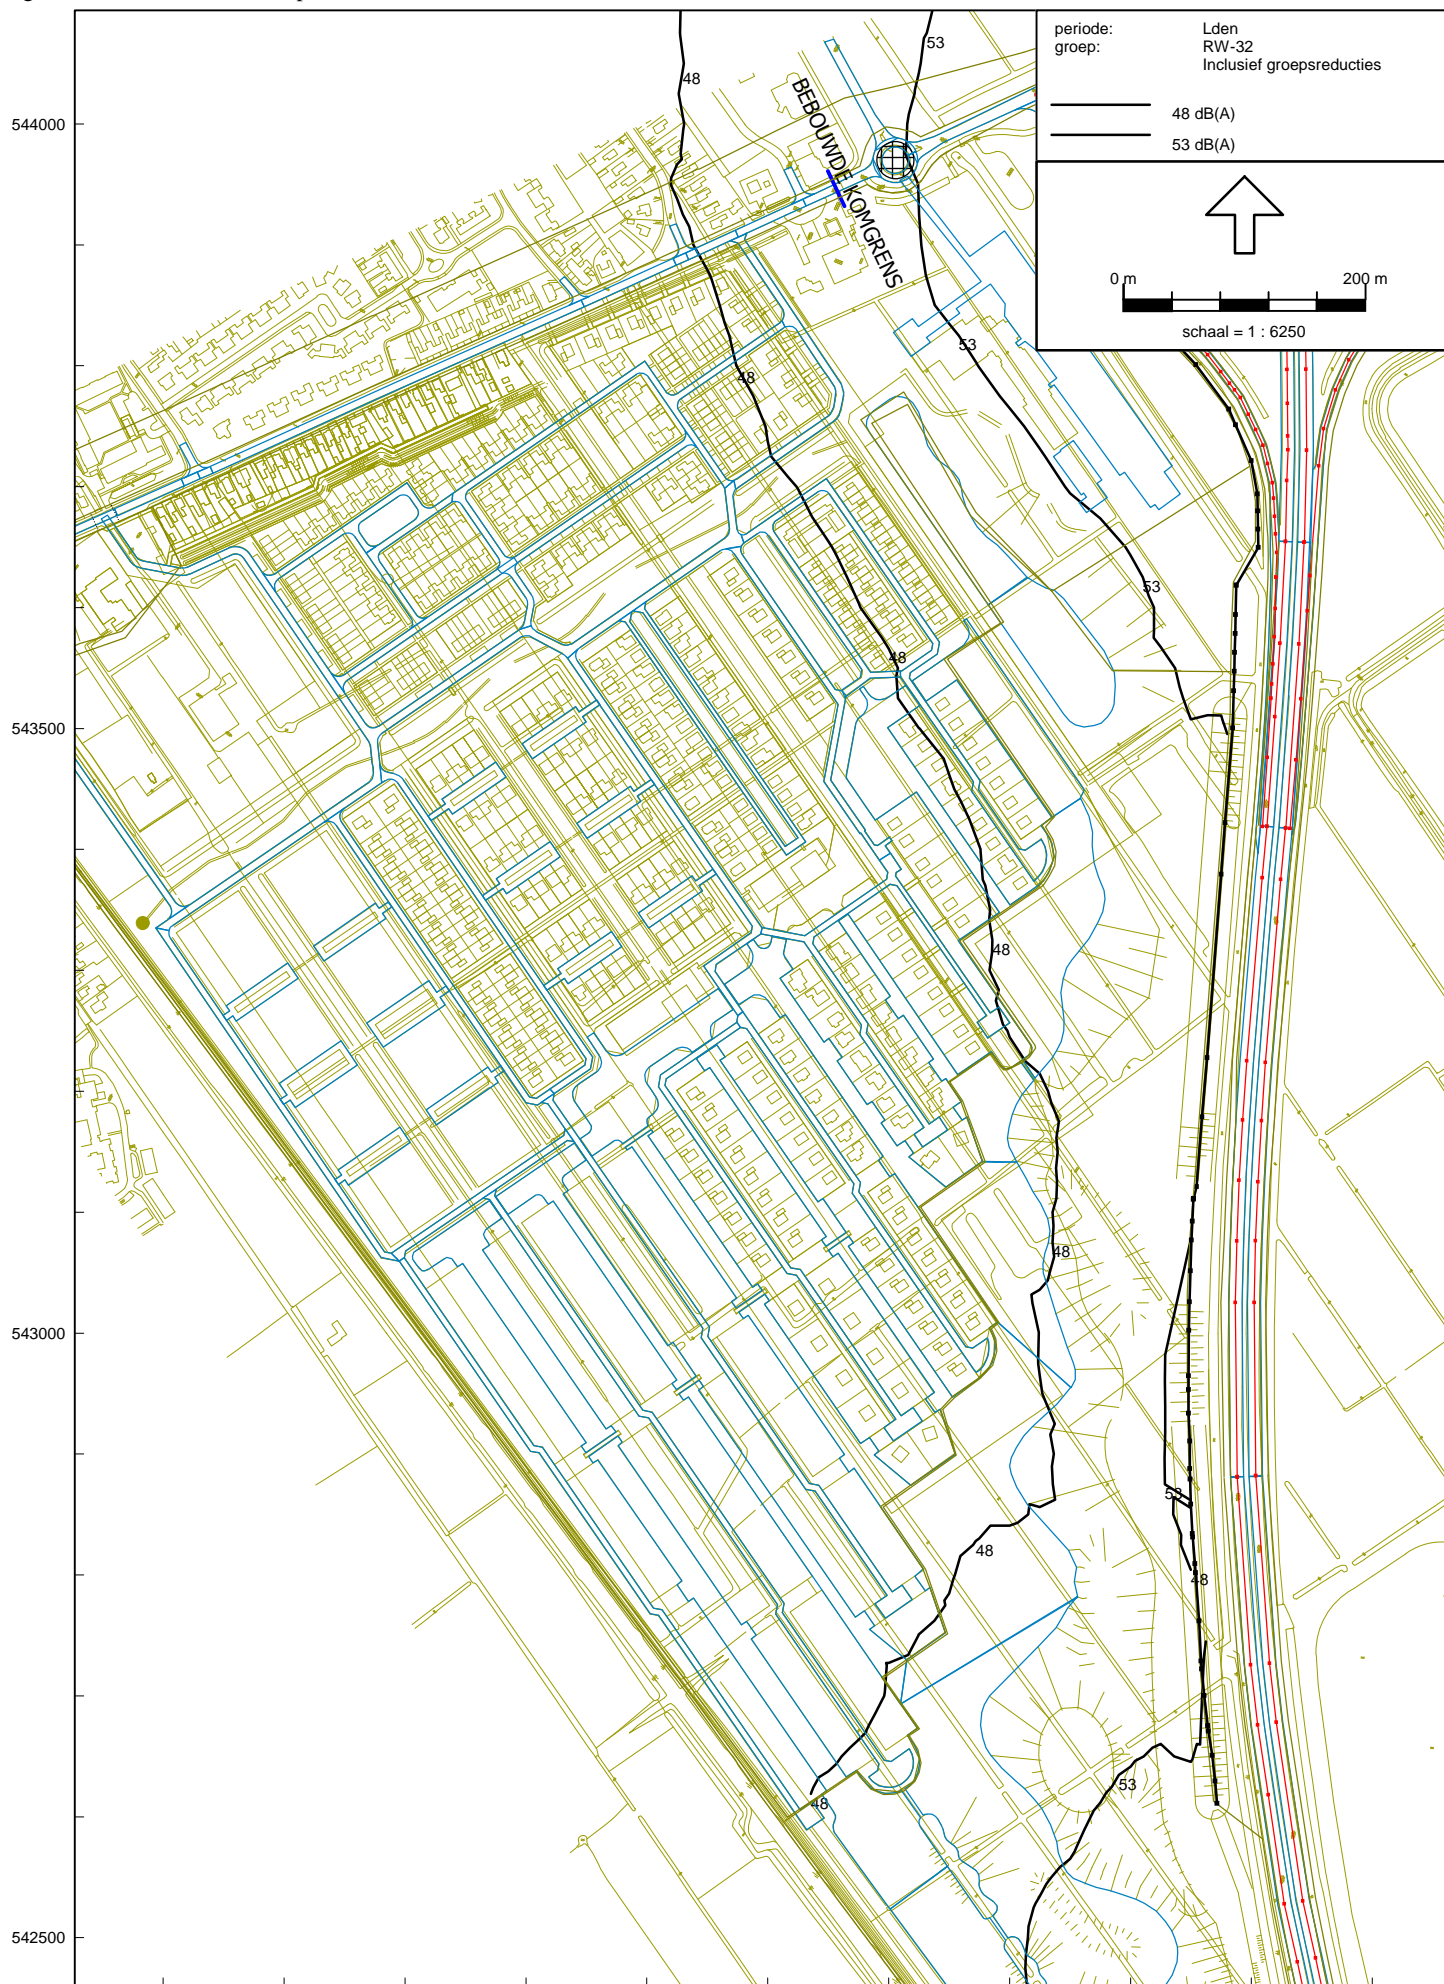 periode: Lden
groep: RW-32
Inclusief groepsreducties
48 dB(A)
53 dB(A)
0 m 200 m
schaal = 1 : 6250
53
48
544000
BEBOUWDE KOMGRENS
53
48
53
48
543500
48
48
543000
53
48
48
53
48
542500